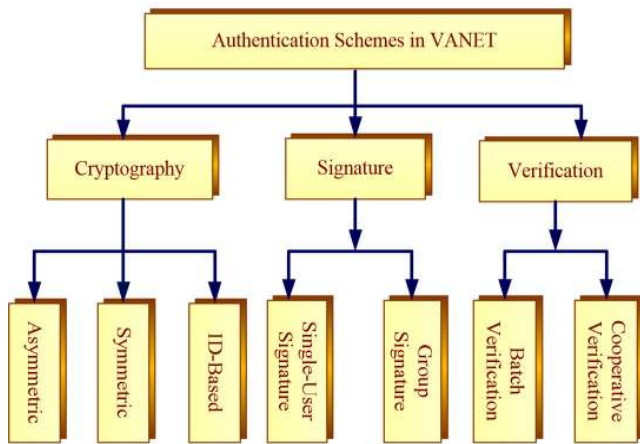 Authentication Schemes in VANET
Cryptography
Signature
Verification
Asymmetric
Symmetric
ID-Based
Single-User
Signature
Group
Signature
Batch
Verification
Cooperative
Verification